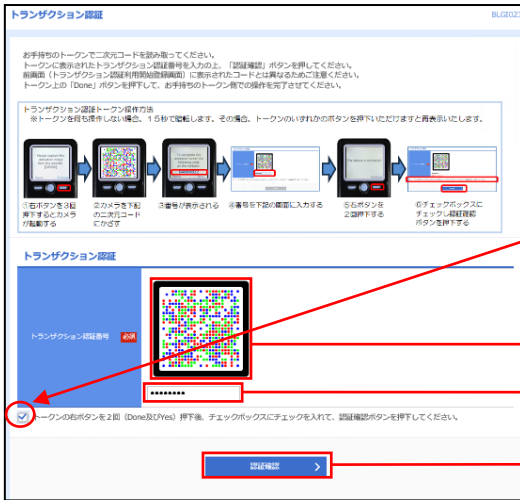 トランザクション認証
BLGI023
お手持ちのトークンで二次元コードを読み取ってください。
トークンに表示されたトランザクション認証番号を入力の上、「認証確認」ボタンを押してください。
前画面（トランザクション認証利用開始登録画面）に表示されたコードとは異なるためご注意ください。
トークン上の「Done」ボタンを押下して、お手持ちのトークン側での操作を完了させてください。
トランザクション認証トークン操作方法
※トークンを何も操作しない場合、１５秒で暗転します。その場合、トークンのいずれかのボタンを押下いただけますと再表示いたします。
①右ボタンを３回
押下するとカメラ
が起動する
②カメラを下記
の二次元コード
にかざす
③番号が表示される
④番号を下記の画面に入力する
⑤右ボタンを
２回押下する
⑥チェックボックスに
チェックし認証確認
ボタンを押下する
トランザクション認証
トランザクション認証番号 必須
••••••••
トークンの右ボタンを２回（Done及びYes）押下後、チェックボックスにチェックを入れて、認証確認ボタンを押下してください。
認証確認